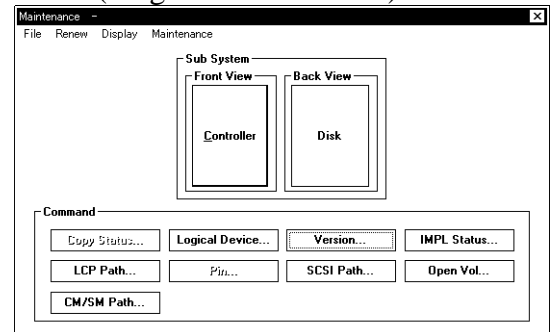 Maintenance -
File Renew Display Maintenance
Sub System
Front View Back View
Controller Disk
Command
Copy Status... Logical Device... Version... IMPL Status...
LCP Path... Pin... SCSI Path... Open Vol...
CM/SM Path...